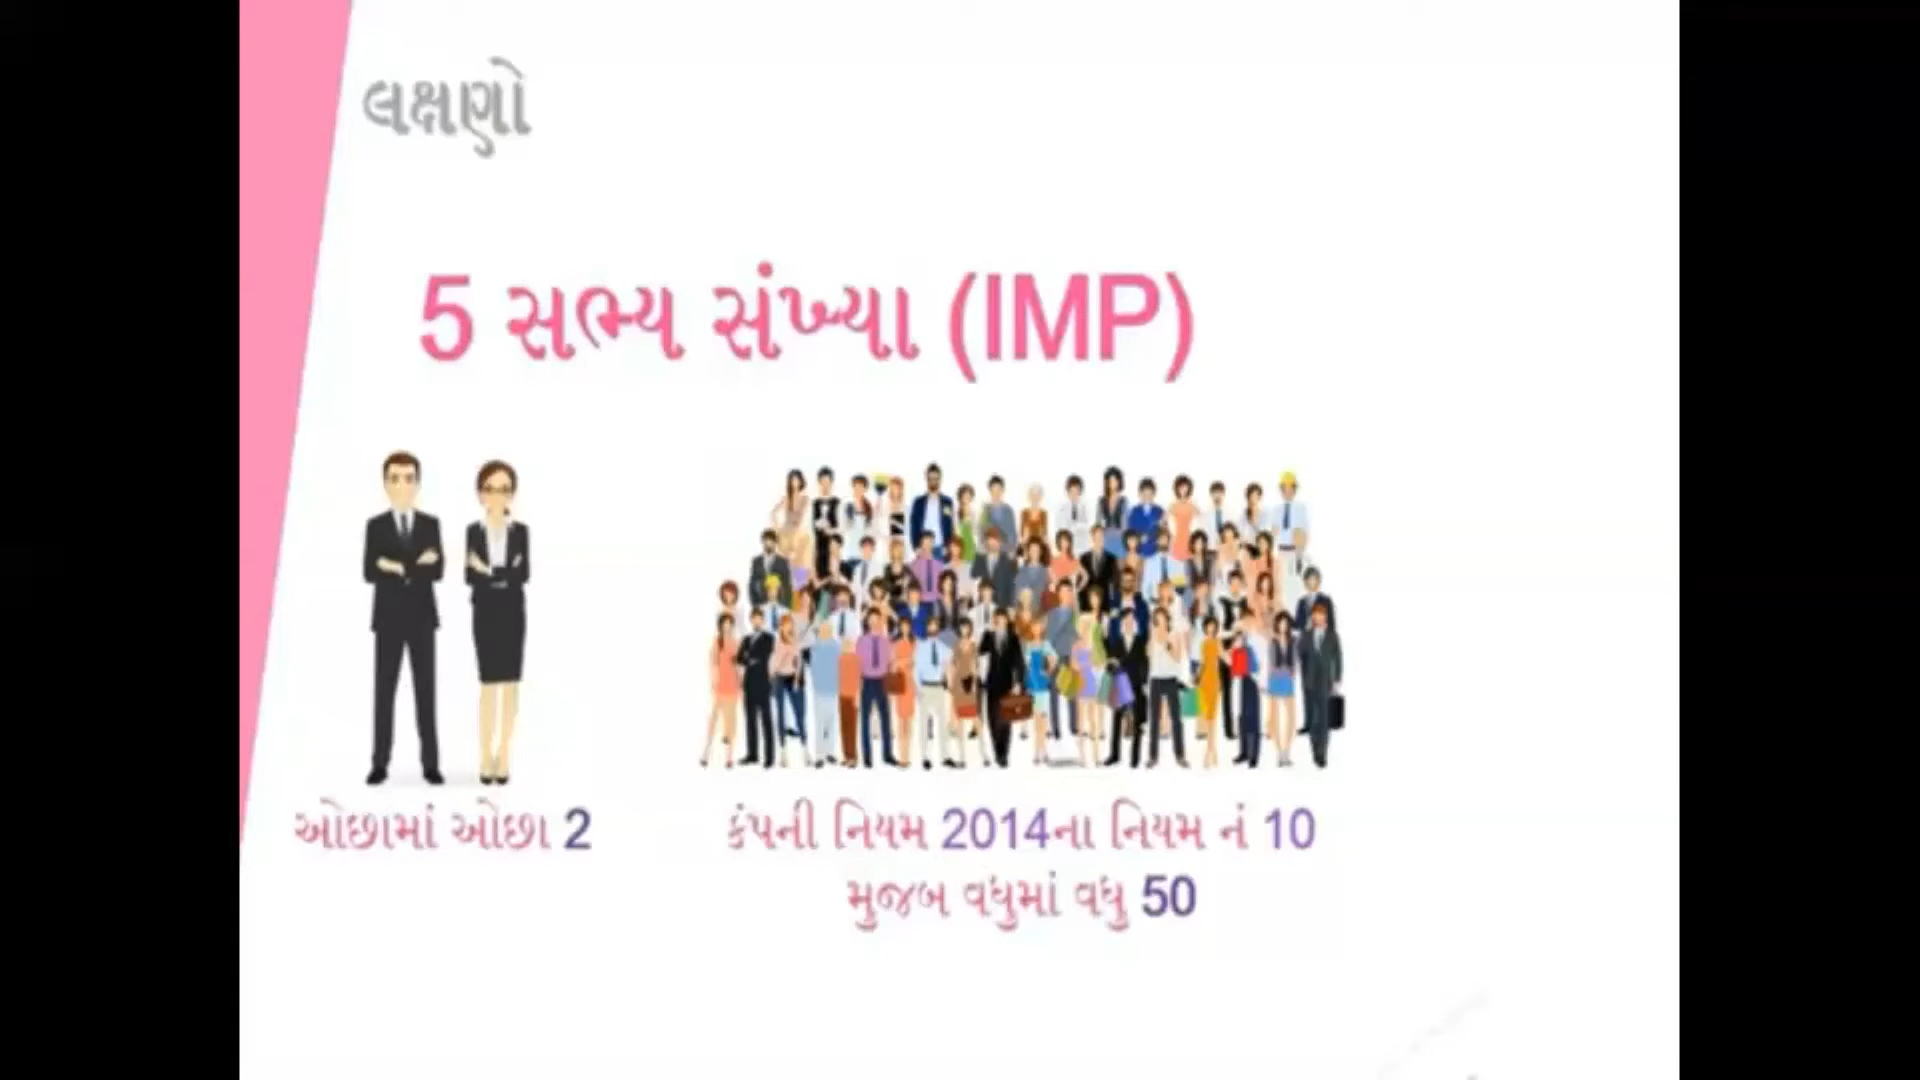 લક્ષણો
5 સભ્ય સંખ્યા (IMP)
ઓછામાં ઓછા 2
કંપની નિયમ 2014ના નિયમ નં 10
મુજબ વધુમાં વધુ 50